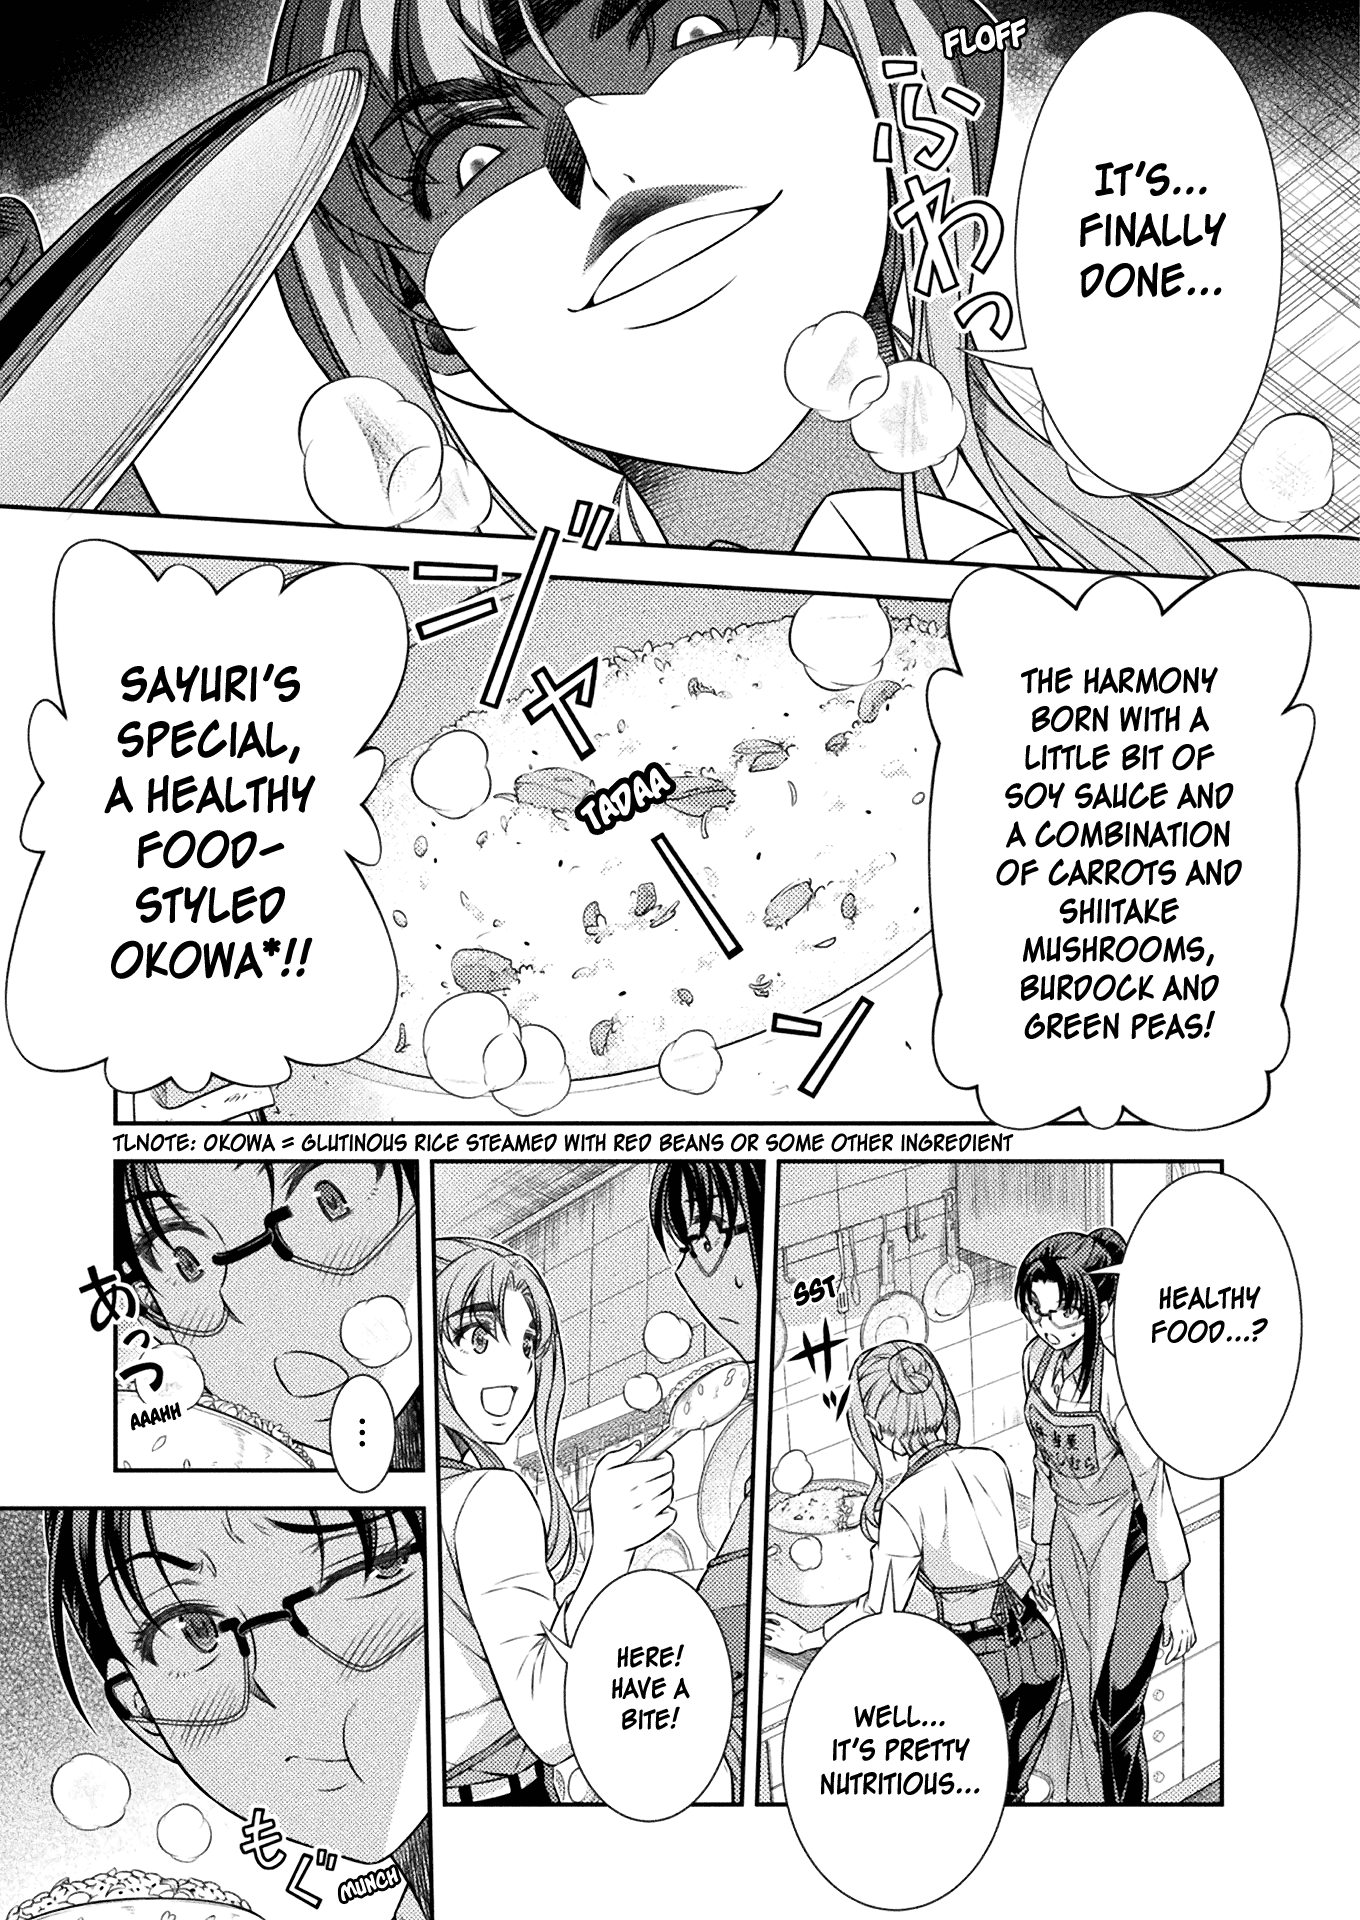 FLOFF
ふわっ
IT'S...
FINALLY
DONE...
THE HARMONY
BORN WITH A
LITTLE BIT OF
SOY SAUCE AND
A COMBINATION
OF CARROTS AND
SHIITAKE
MUSHROOMS,
BURDOCK AND
GREEN PEAS!
ジャーン
TADAA
SAYURI'S
SPECIAL,
A HEALTHY
FOOD-
STYLED
OKOWA*!!
TLNOTE: OKOWA = GLUTINOUS RICE STEAMED WITH RED BEANS OR SOME OTHER INGREDIENT
HEALTHY
FOOD...?
SST
サッ
WELL...
IT'S PRETTY
NUTRITIOUS...
HERE!
HAVE A
BITE!
あっつ
AAAHH
...
もぐ
MUNCH